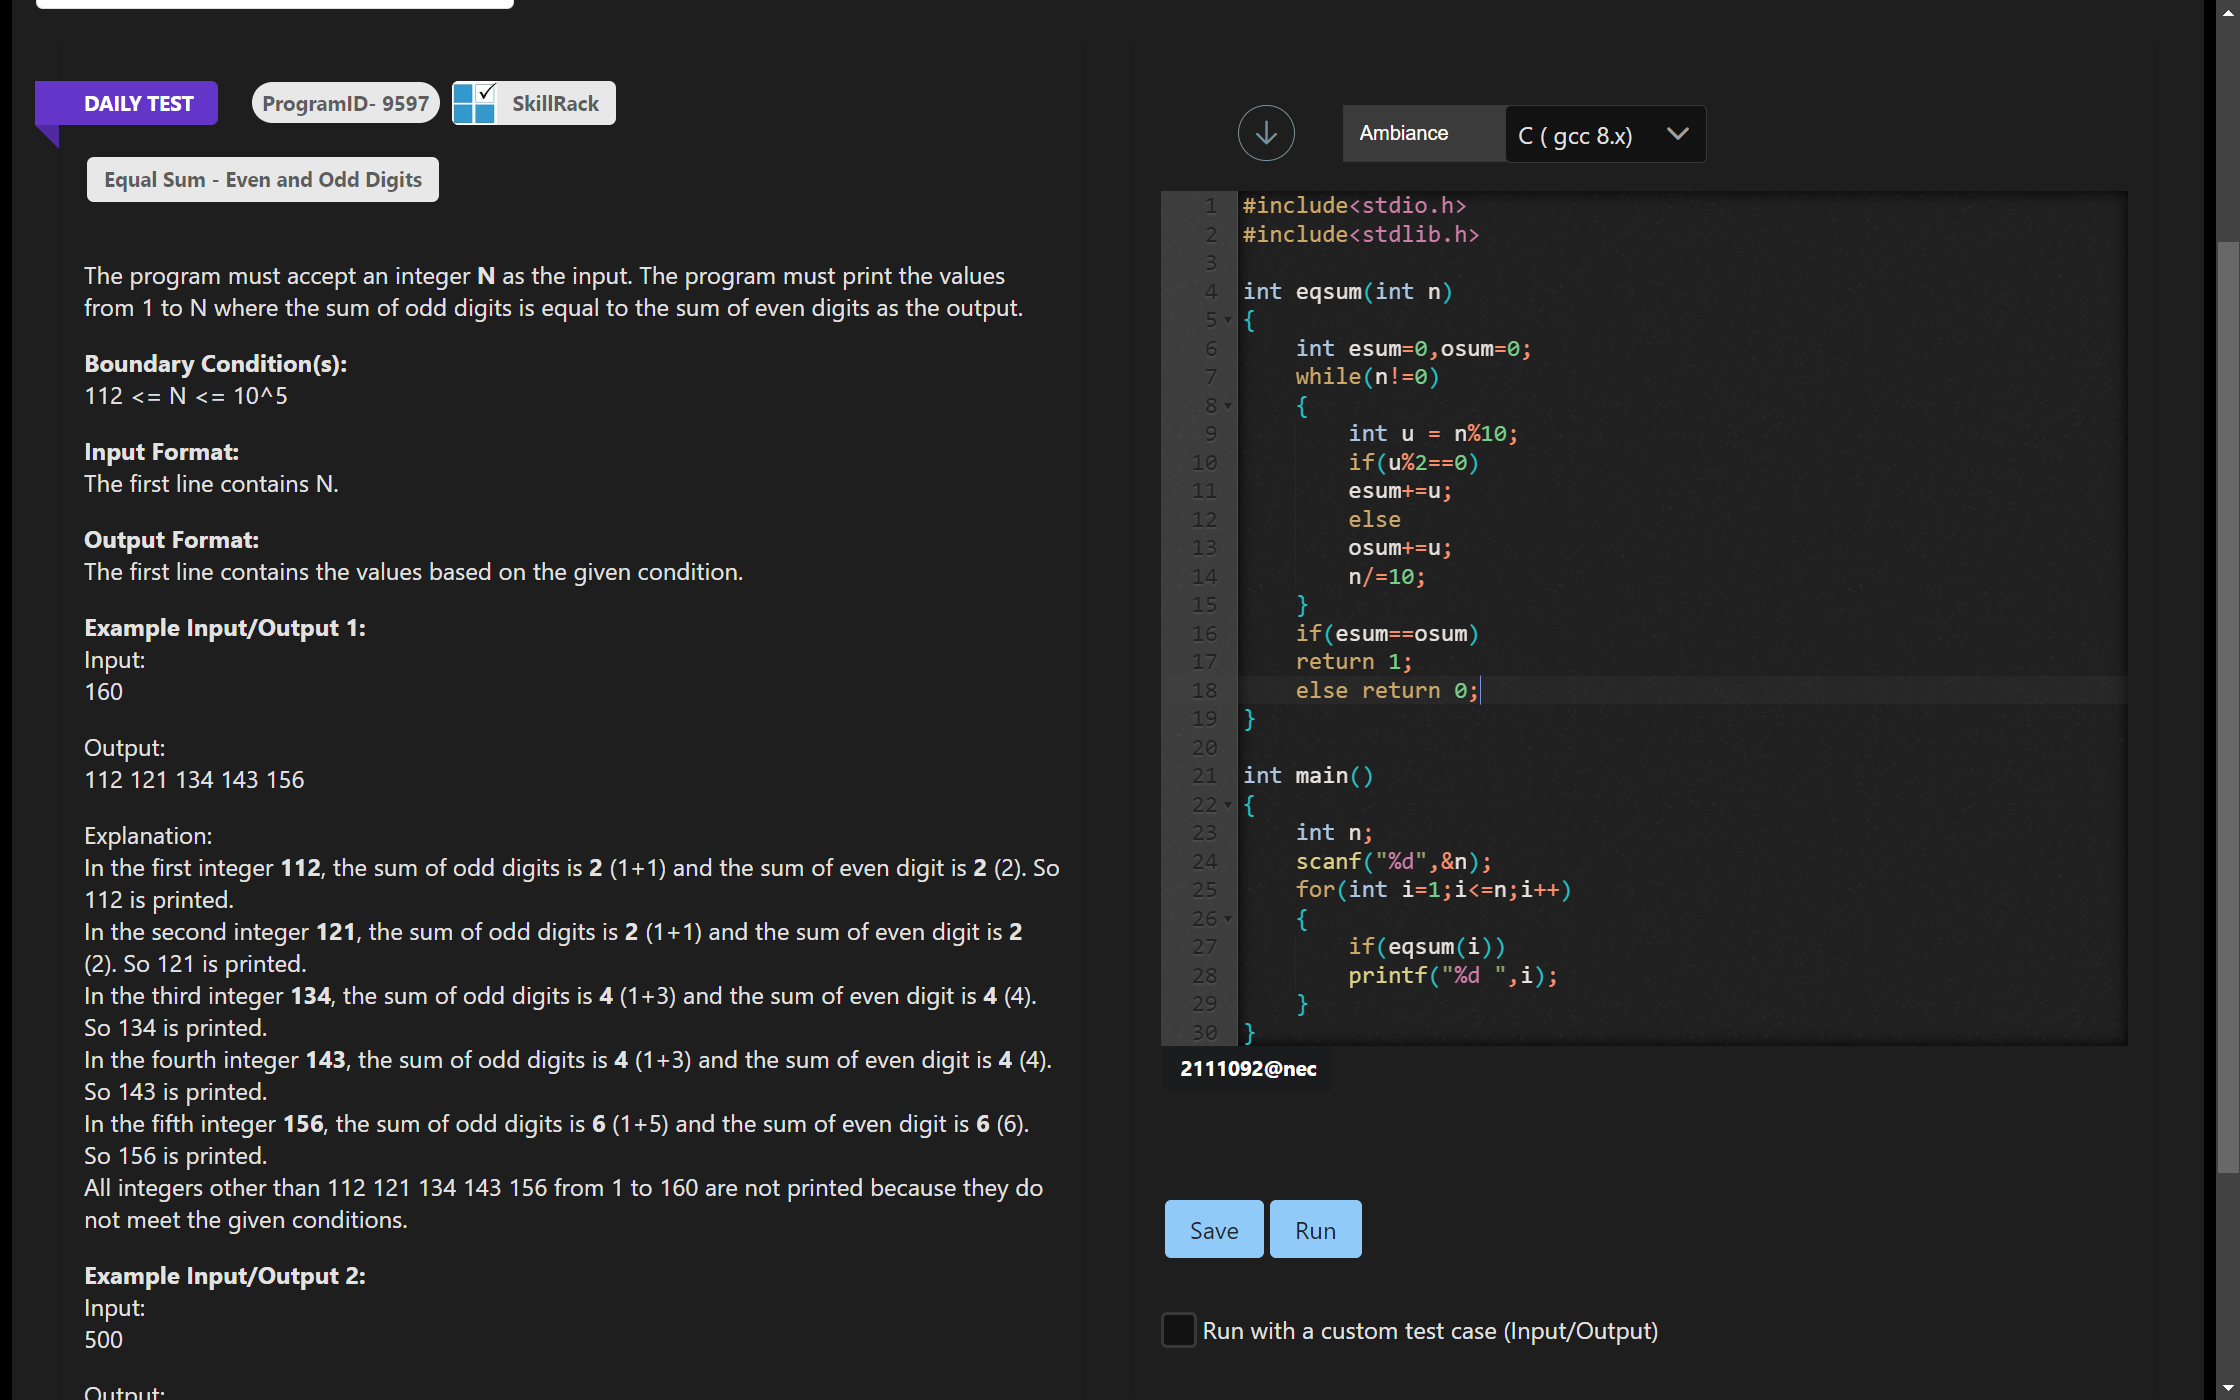 DAILY TEST
ProgramID- 9597
SkillRack
Equal Sum - Even and Odd Digits
The program must accept an integer N as the input. The program must print the values
from 1 to N where the sum of odd digits is equal to the sum of even digits as the output.
Boundary Condition(s):
112 <= N <= 10^5
Input Format:
The first line contains N.
Output Format:
The first line contains the values based on the given condition.
Example Input/Output 1:
Input:
160
Output:
112 121 134 143 156
Explanation:
In the first integer 112, the sum of odd digits is 2 (1+1) and the sum of even digit is 2 (2). So
112 is printed.
In the second integer 121, the sum of odd digits is 2 (1+1) and the sum of even digit is 2
(2). So 121 is printed.
In the third integer 134, the sum of odd digits is 4 (1+3) and the sum of even digit is 4 (4).
So 134 is printed.
In the fourth integer 143, the sum of odd digits is 4 (1+3) and the sum of even digit is 4 (4).
So 143 is printed.
In the fifth integer 156, the sum of odd digits is 6 (1+5) and the sum of even digit is 6 (6).
So 156 is printed.
All integers other than 112 121 134 143 156 from 1 to 160 are not printed because they do
not meet the given conditions.
Example Input/Output 2:
Input:
500
Output:
Ambiance
C ( gcc 8.x)
1 #include<stdio.h>
2 #include<stdlib.h>
3
4 int eqsum(int n)
5 {
6     int esum=0,osum=0;
7     while(n!=0)
8     {
9         int u = n%10;
10         if(u%2==0)
11         esum+=u;
12         else
13         osum+=u;
14         n/=10;
15     }
16     if(esum==osum)
17     return 1;
18     else return 0;
19 }
20
21 int main()
22 {
23     int n;
24     scanf("%d",&n);
25     for(int i=1;i<=n;i++)
26     {
27         if(eqsum(i))
28         printf("%d ",i);
29     }
30 }
2111092@nec
Save
Run
Run with a custom test case (Input/Output)